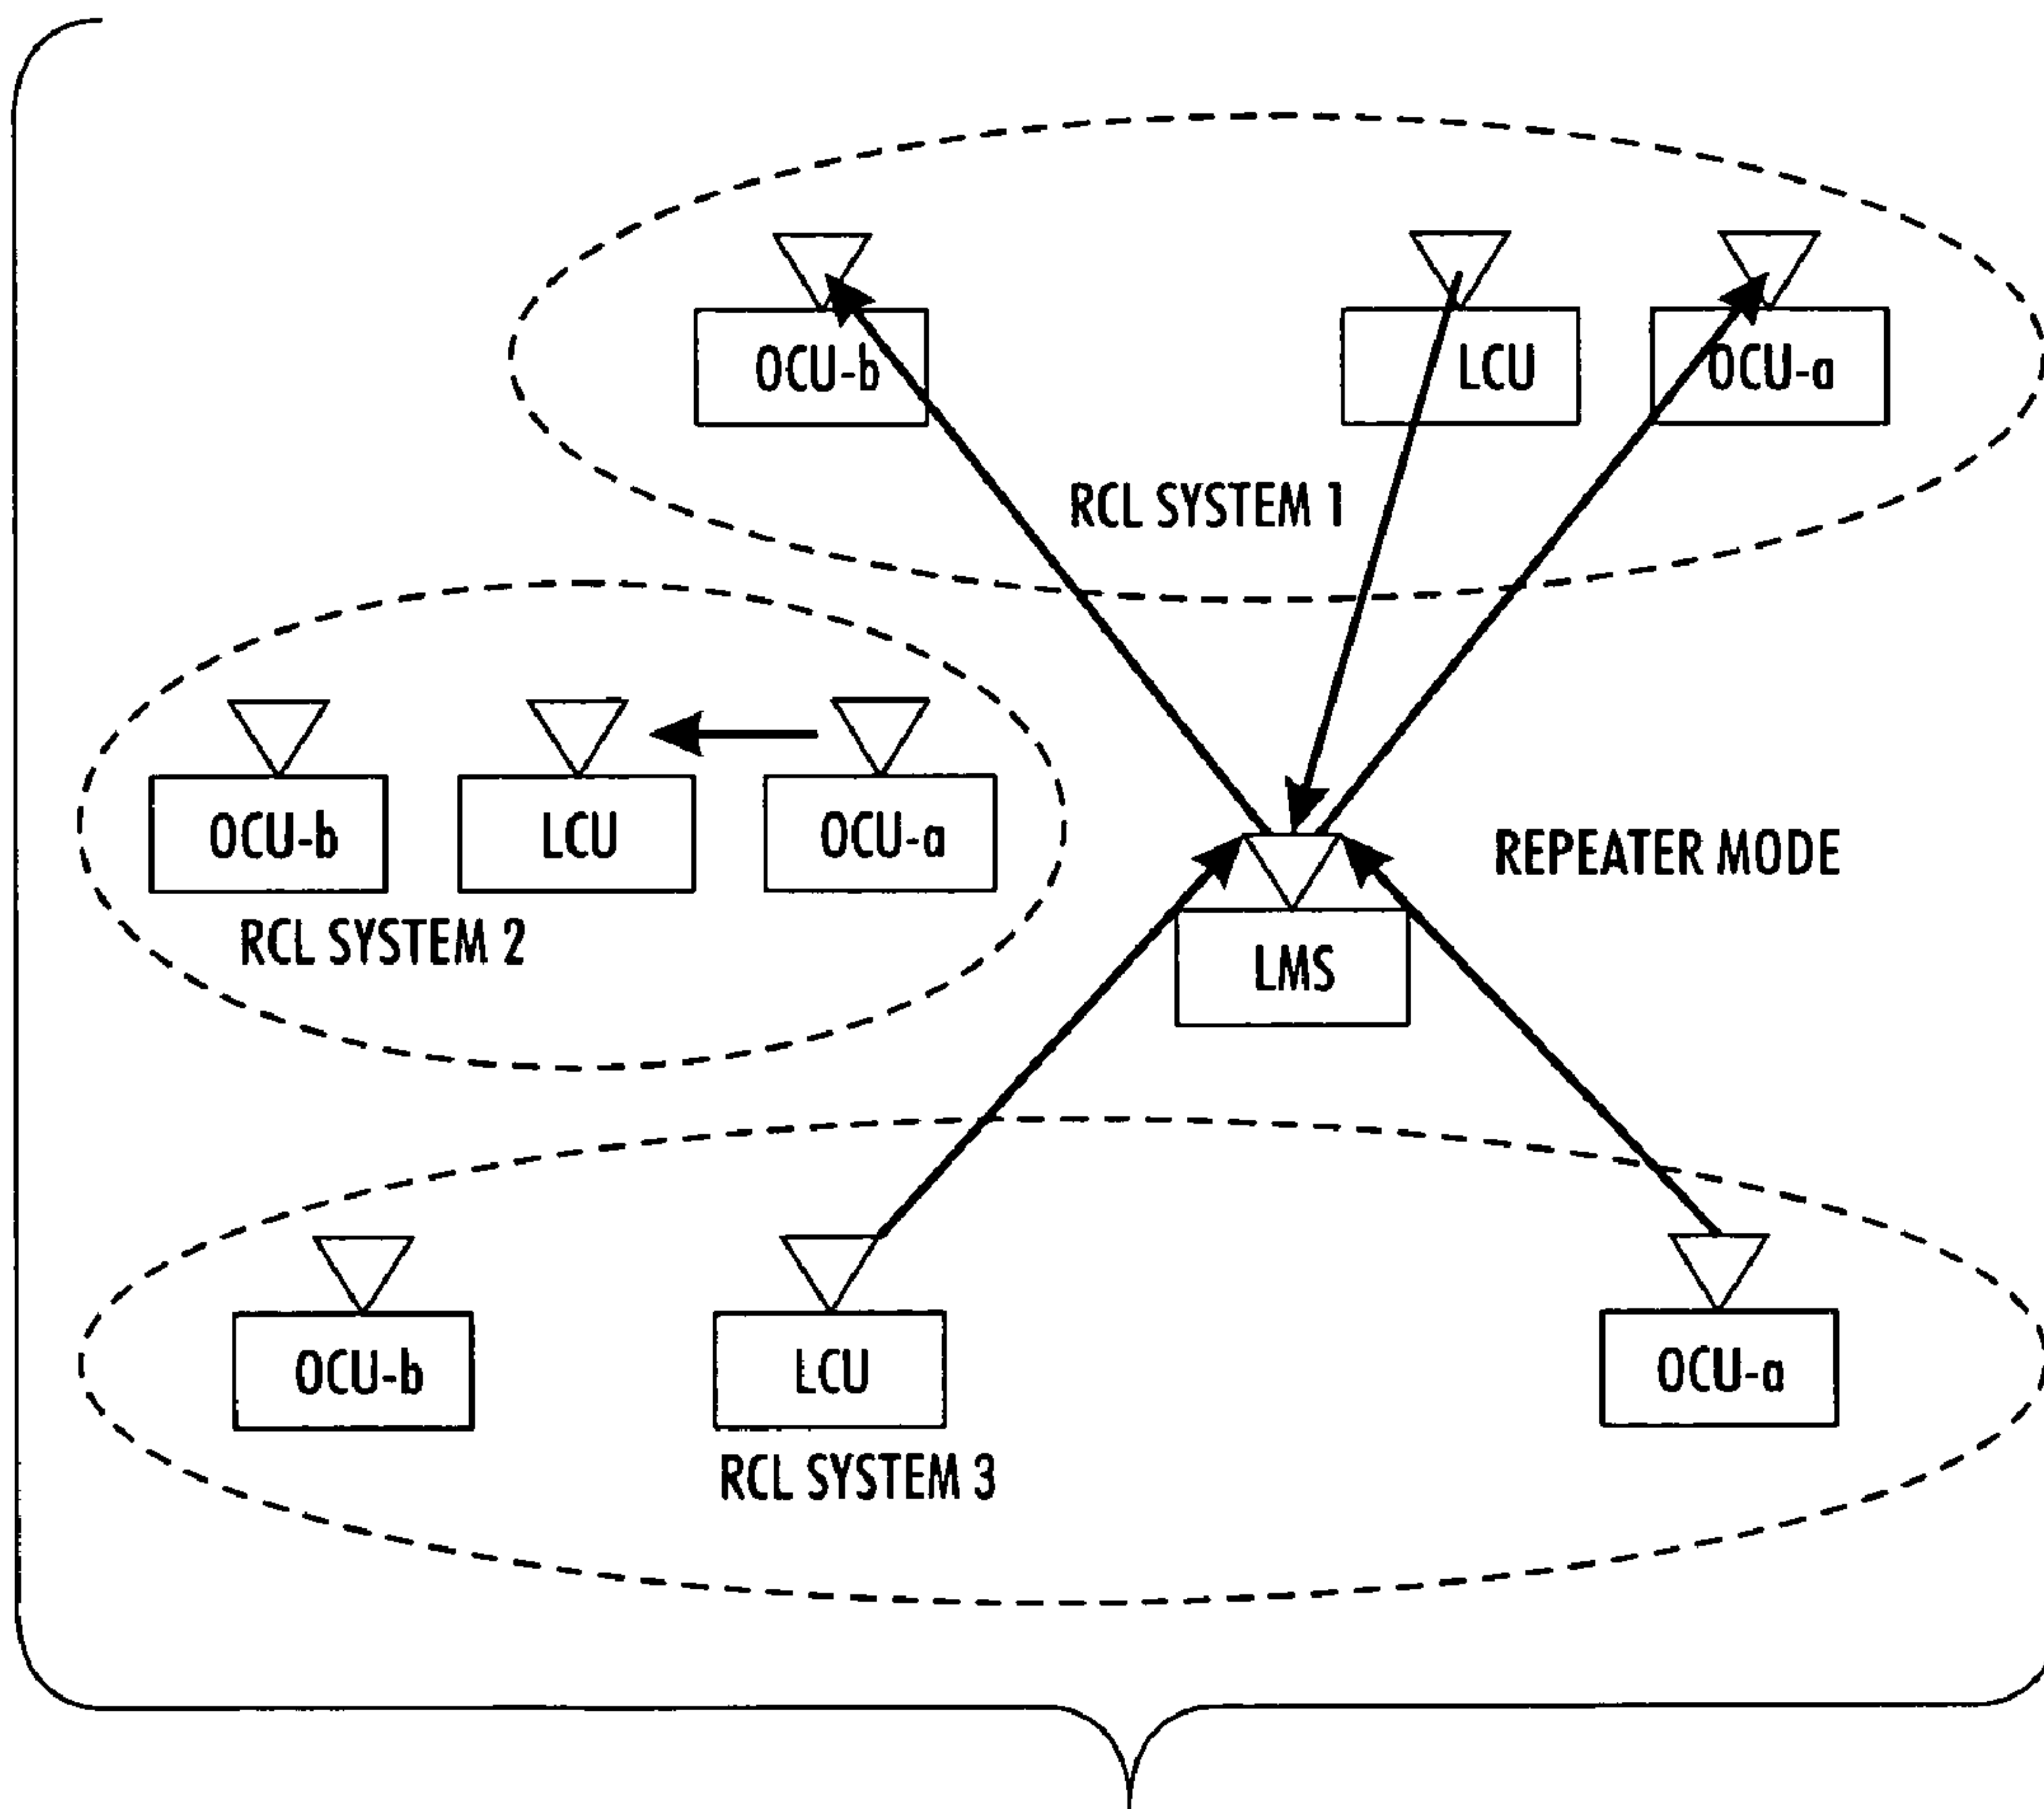 OCU-b
LCU
OCU-a
RCL SYSTEM 1
OCU-b
LCU
OCU-a
RCL SYSTEM 2
REPEATER MODE
LMS
OCU-b
LCU
OCU-a
RCL SYSTEM 3